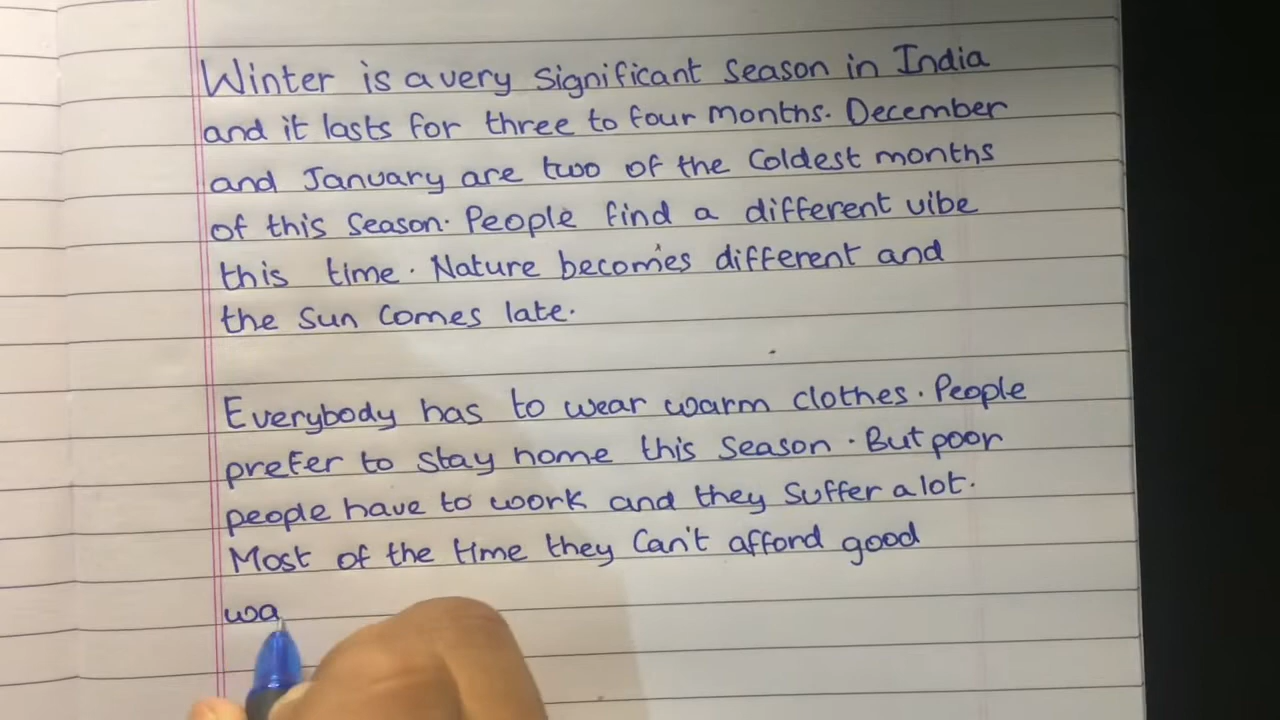 Winter is a very significant season in India
and it lasts for three to four months. December
and January are two of the coldest months
of this season. People find a different vibe
this time. Nature becomes different and
the sun comes late.
Everybody has to wear warm clothes. People
prefer to stay home this season. But poor
people have to work and they suffer a lot.
Most of the time they can't afford good
wa